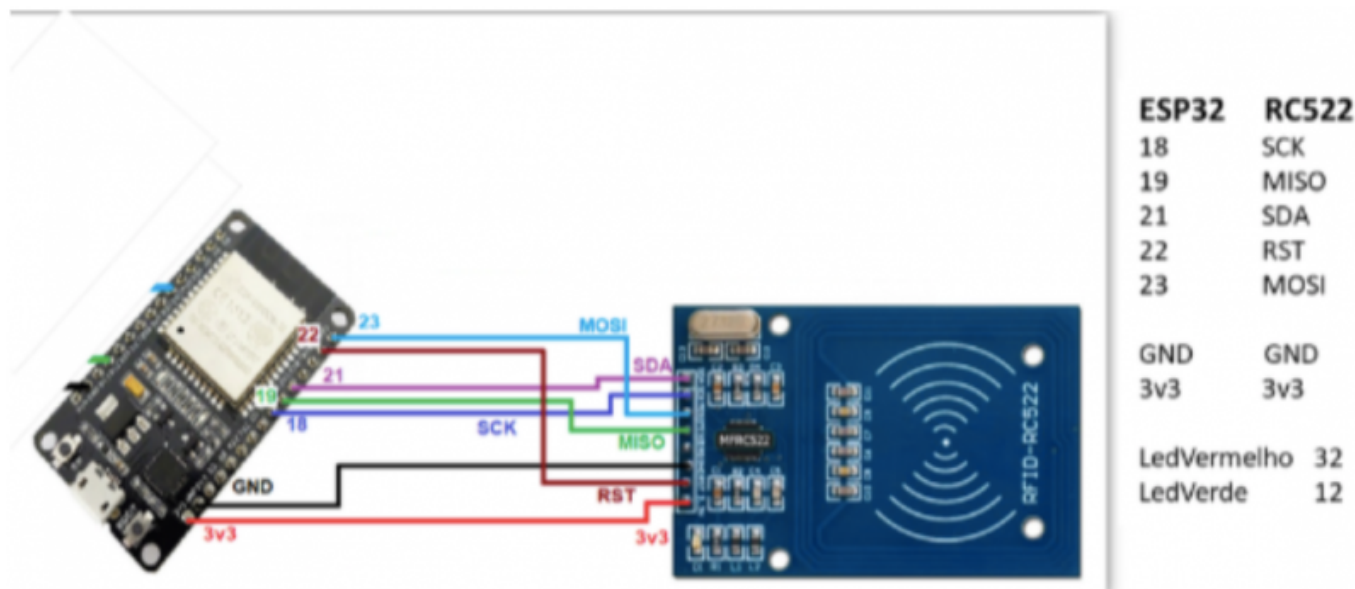 23
MOSI
22
SDA
21
19
18
SCK
MISO
GND
RST
3v3
3v3
MFRC522
RFID-RC522
ESP32 RC522
18 SCK
19 MISO
21 SDA
22 RST
23 MOSI
GND GND
3v3 3v3
LedVermelho 32
LedVerde 12